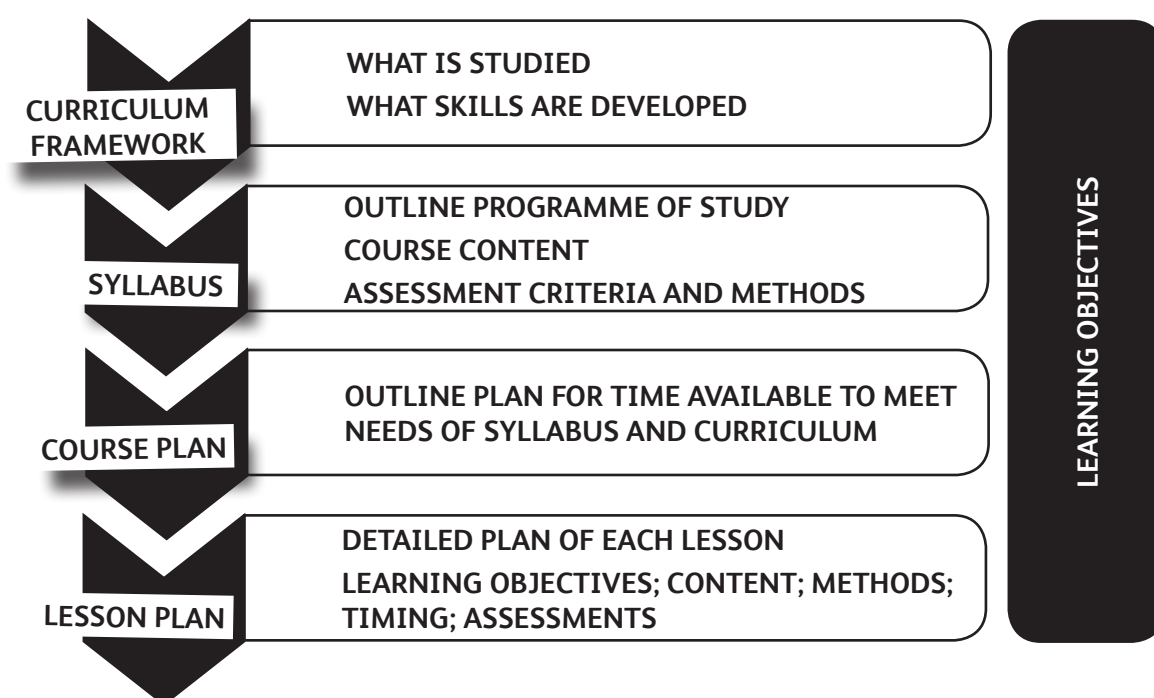 CURRICULUM
FRAMEWORK
WHAT IS STUDIED
WHAT SKILLS ARE DEVELOPED
SYLLABUS
OUTLINE PROGRAMME OF STUDY
COURSE CONTENT
ASSESSMENT CRITERIA AND METHODS
COURSE PLAN
OUTLINE PLAN FOR TIME AVAILABLE TO MEET
NEEDS OF SYLLABUS AND CURRICULUM
LESSON PLAN
DETAILED PLAN OF EACH LESSON
LEARNING OBJECTIVES; CONTENT; METHODS;
TIMING; ASSESSMENTS
LEARNING OBJECTIVES